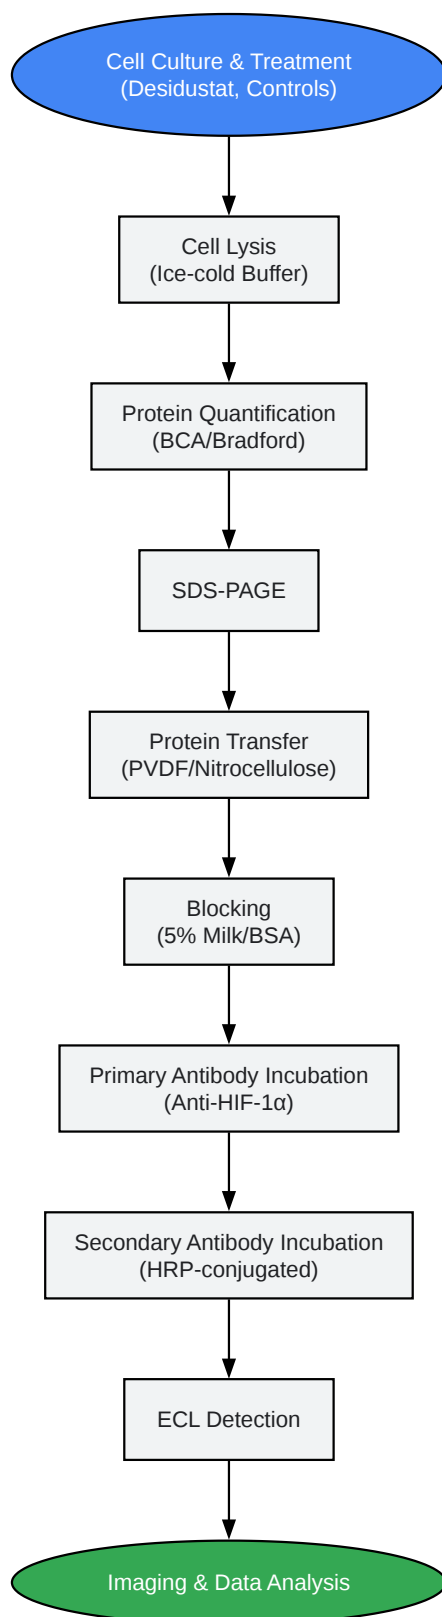 Cell Culture & Treatment
(Desidustat, Controls)
Cell Lysis
(Ice-cold Buffer)
Protein Quantification
(BCA/Bradford)
SDS-PAGE
Protein Transfer
(PVDF/Nitrocellulose)
Blocking
(5% Milk/BSA)
Primary Antibody Incubation
(Anti-HIF-1α)
Secondary Antibody Incubation
(HRP-conjugated)
ECL Detection
Imaging & Data Analysis